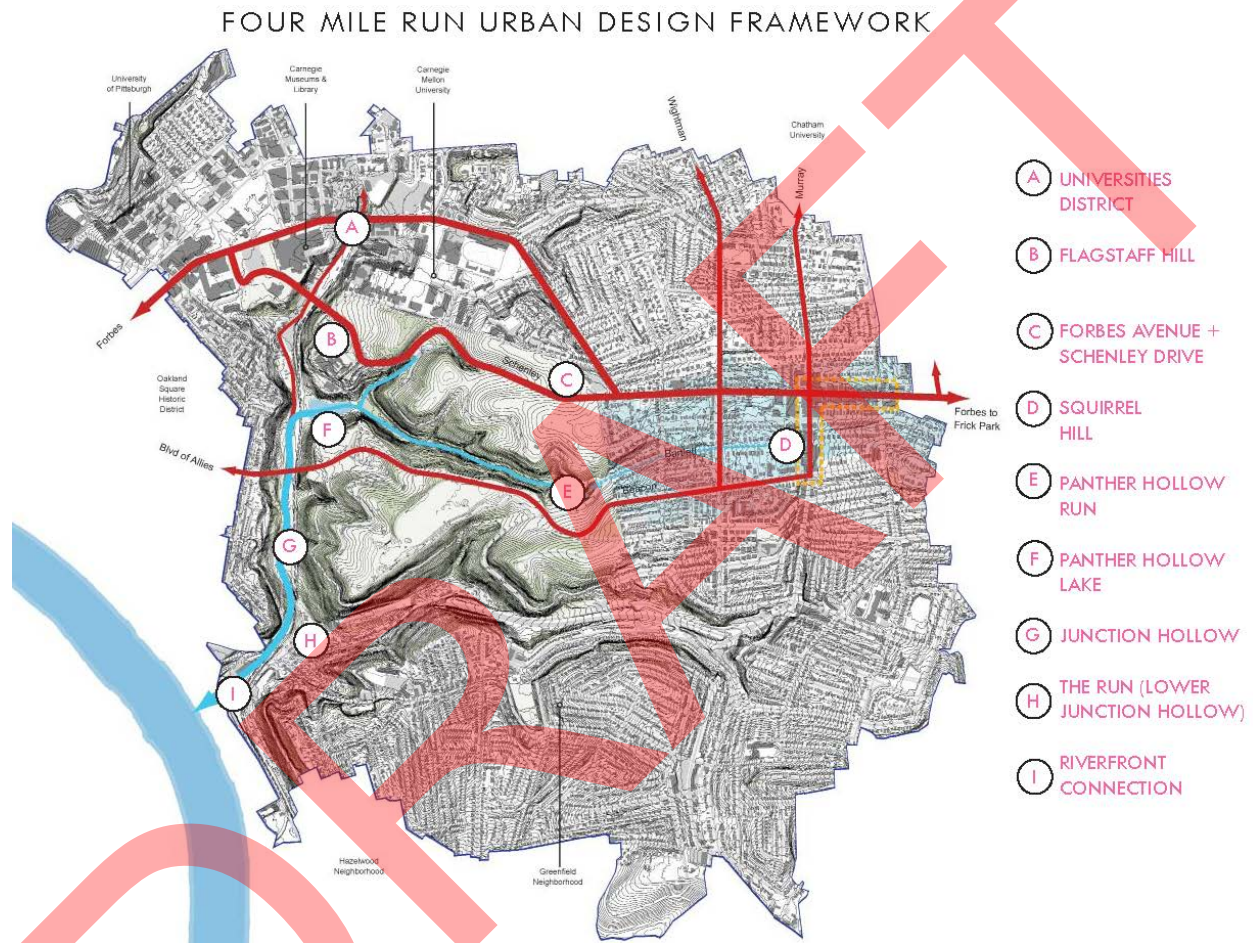 FOUR MILE RUN URBAN DESIGN FRAMEWORK
University
of Pittsburgh
Carnegie
Museums &
Library
Carnegie
Mellon
University
Wightman
Chatham
University
Murray
Forbes
Oakland
Square
Historic
District
Blvd of Allies
Schenley
Forbes to
Frick Park
Bartlett
Beacon
Hazelwood
Neighborhood
Greenfield
Neighborhood
A
B
C
D
E
F
G
H
I
A UNIVERSITIES
DISTRICT
B FLAGSTAFF HILL
C FORBES AVENUE +
SCHENLEY DRIVE
D SQUIRREL
HILL
E PANTHER HOLLOW
RUN
F PANTHER HOLLOW
LAKE
G JUNCTION HOLLOW
H THE RUN (LOWER
JUNCTION HOLLOW)
I RIVERFRONT
CONNECTION
DRAFT